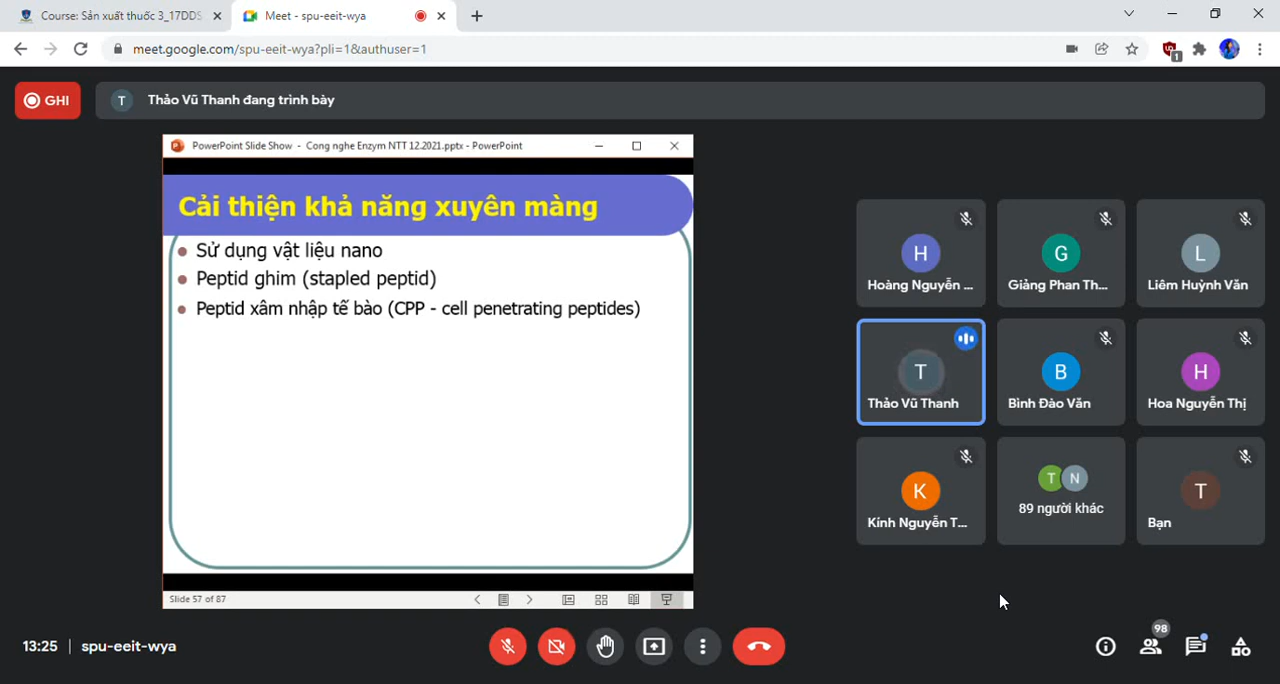 Course: Sản xuất thuốc 3_17DDS
Meet - spu-eeit-wya
meet.google.com/spu-eeit-wya?pli=1&authuser=1
1
GHI
T
Thảo Vũ Thanh đang trình bày
PowerPoint Slide Show - Cong nghe Enzym NTT 12.2021.pptx - PowerPoint
Cải thiện khả năng xuyên màng
Sử dụng vật liệu nano
Peptid ghim (stapled peptid)
Peptid xâm nhập tế bào (CPP - cell penetrating peptides)
Slide 57 of 87
H
Hoàng Nguyễn ...
G
Giảng Phan Th...
L
Liêm Huỳnh Văn
T
Thảo Vũ Thanh
B
Bình Đào Văn
H
Hoa Nguyễn Thị
K
Kính Nguyễn T...
T N
89 người khác
T
Bạn
13:25 | spu-eeit-wya
98